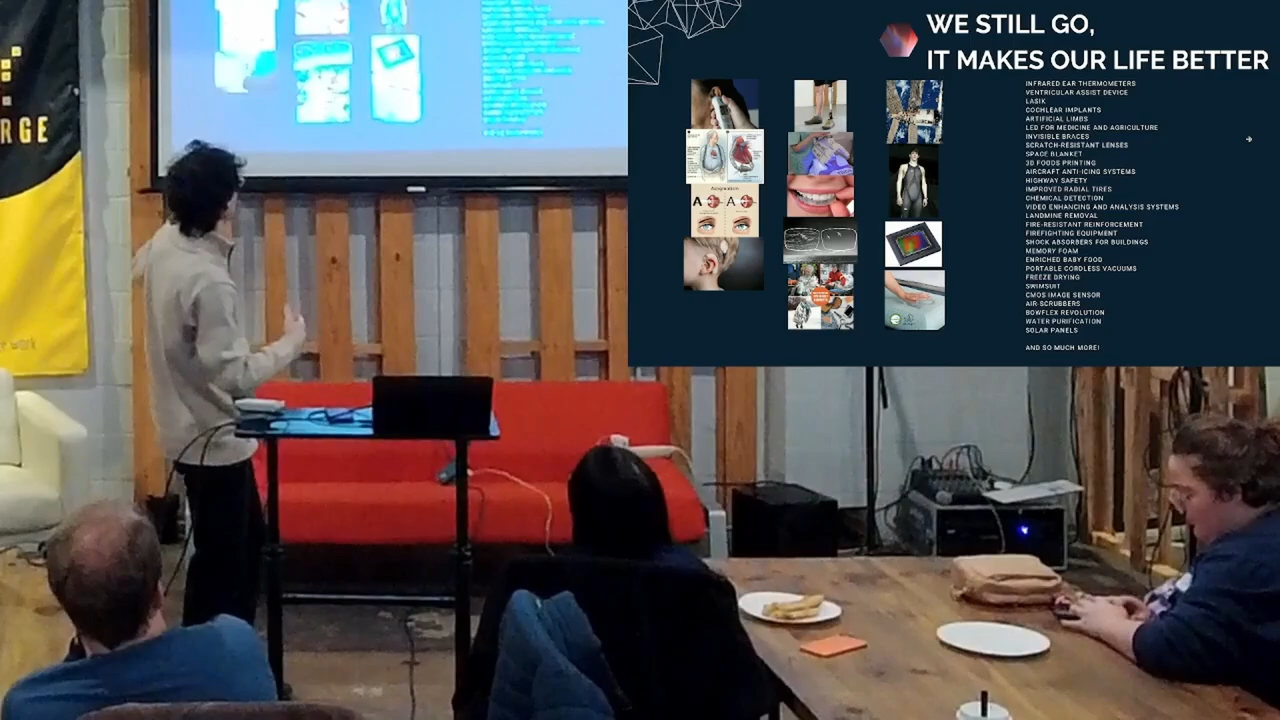 RGE
work
WE STILL GO,
IT MAKES OUR LIFE BETTER
INFRARED EAR THERMOMETERS
VENTRICULAR ASSIST DEVICE
LASIK
COCHLEAR IMPLANTS
ARTIFICIAL LIMBS
LED FOR MEDICINE AND AGRICULTURE
INVISIBLE BRACES
SCRATCH-RESISTANT LENSES
SPACE BLANKET
3D FOODS PRINTING
AIRCRAFT ANTI-ICING SYSTEMS
HIGHWAY SAFETY
IMPROVED RADIAL TIRES
CHEMICAL DETECTION
VIDEO ENHANCING AND ANALYSIS SYSTEMS
LANDMINE REMOVAL
FIRE-RESISTANT REINFORCEMENT
FIREFIGHTING EQUIPMENT
SHOCK ABSORBERS FOR BUILDINGS
MEMORY FOAM
ENRICHED BABY FOOD
PORTABLE CORDLESS VACUUMS
FREEZE DRYING
SWIMSUIT
CMOS IMAGE SENSOR
AIR SCRUBBERS
BOWFLEX REVOLUTION
WATER PURIFICATION
SOLAR PANELS
AND SO MUCH MORE!
A A